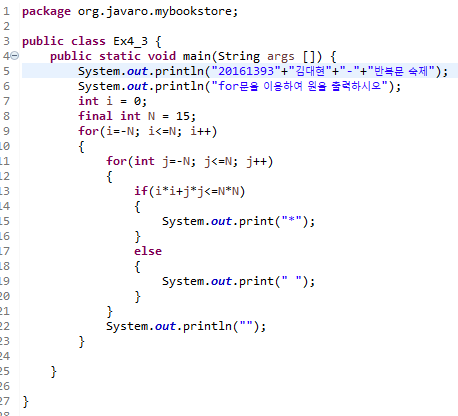 1 package org.javaro.mybookstore;
2
3 public class Ex4_3 {
4 public static void main(String args []) {
5 System.out.println("20161393"+"김대현"+"-"+"반복문 숙제");
6 System.out.println("for문을 이용하여 원을 출력하시오");
7 int i = 0;
8 final int N = 15;
9 for(i=-N; i<=N; i++)
10 {
11 for(int j=-N; j<=N; j++)
12 {
13 if(i*i+j*j<=N*N)
14 {
15 System.out.print("*");
16 }
17 else
18 {
19 System.out.print(" ");
20 }
21 }
22 System.out.println("");
23 }
24
25 }
26
27 }